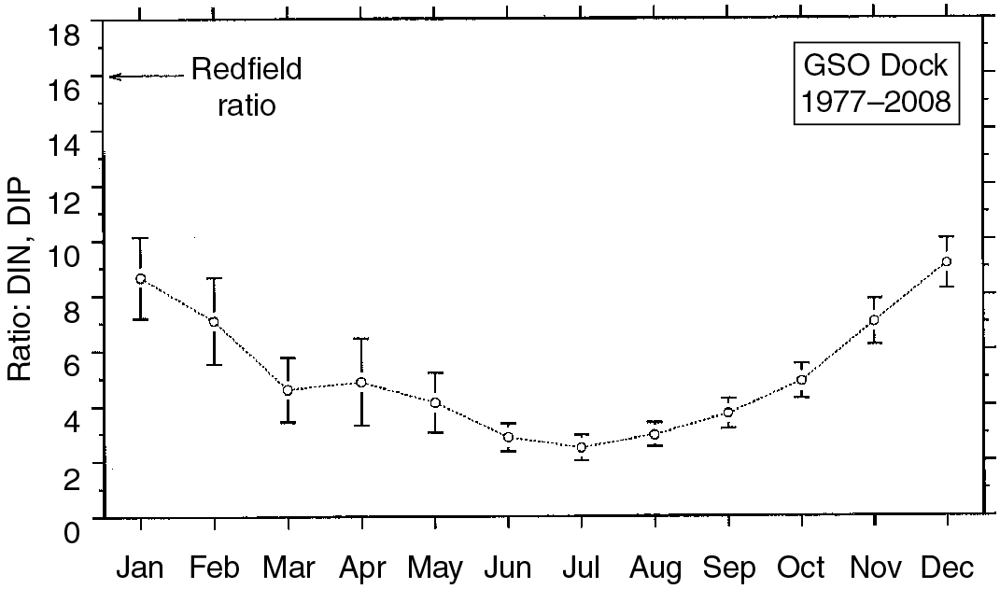 18
16
14
12
10
8
6
4
2
0
Ratio: DIN, DIP
Redfield
ratio
GSO Dock
1977–2008
Jan Feb Mar Apr May Jun Jul Aug Sep Oct Nov Dec